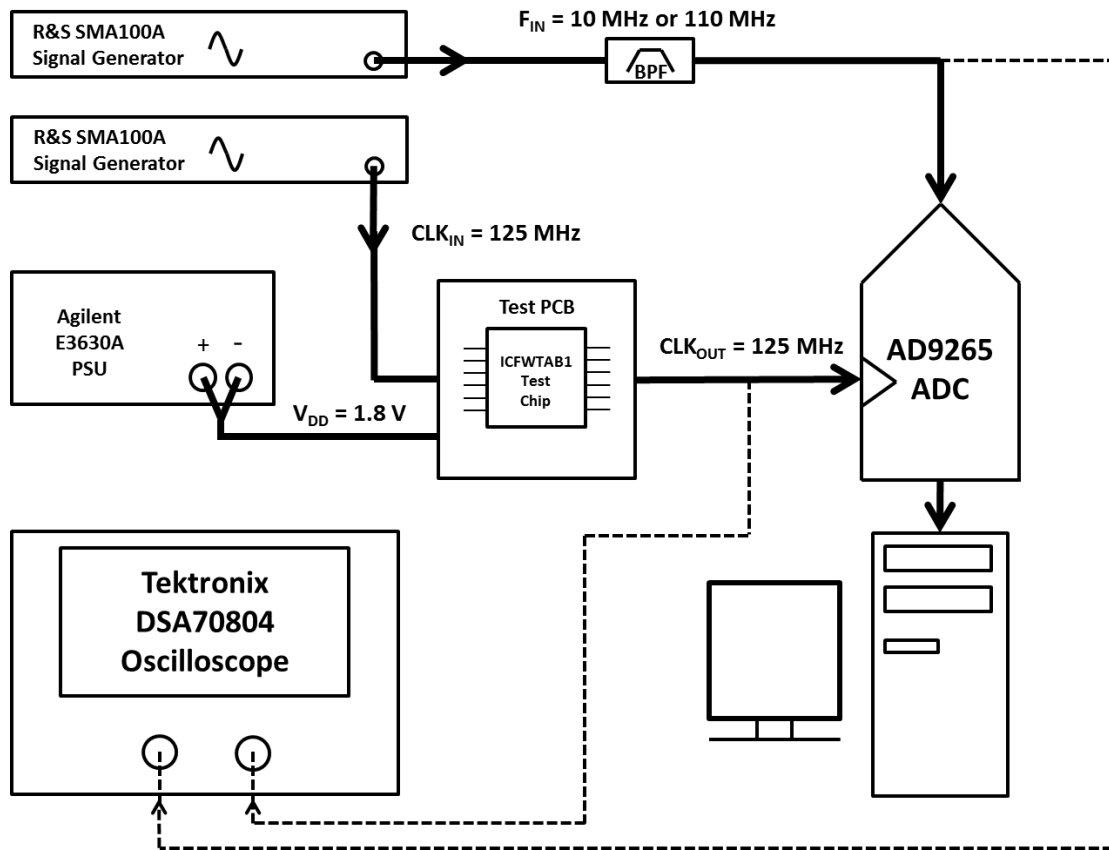 R&S SMA100A
Signal Generator
F_IN = 10 MHz or 110 MHz
BPF
R&S SMA100A
Signal Generator
CLK_IN = 125 MHz
Agilent
E3630A
PSU
+ -
V_DD = 1.8 V
Test PCB
ICFWTAB1
Test
Chip
CLK_OUT = 125 MHz
AD9265
ADC
Tektronix
DSA70804
Oscilloscope